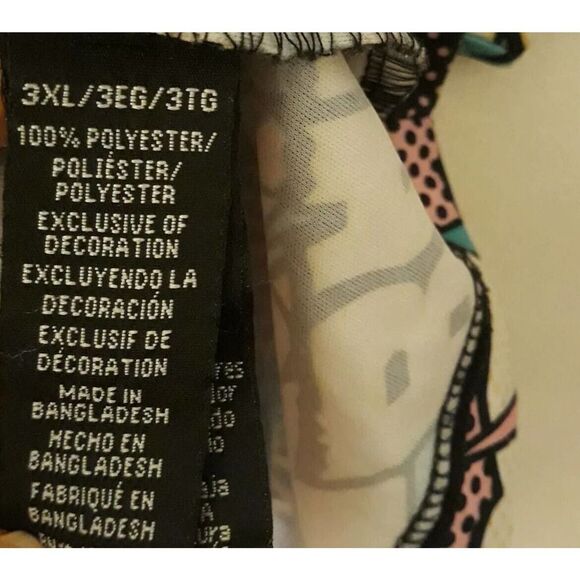 3XL/3EG/3TG
100% POLYESTER/
POLIÉSTER/
POLYESTER
EXCLUSIVE OF
DECORATION
EXCLUYENDO LA
DECORACIÓN
EXCLUSIF DE
DÉCORATION
MADE IN
BANGLADESH
HECHO EN
BANGLADESH
FABRIQUÉ EN
BANGLADESH